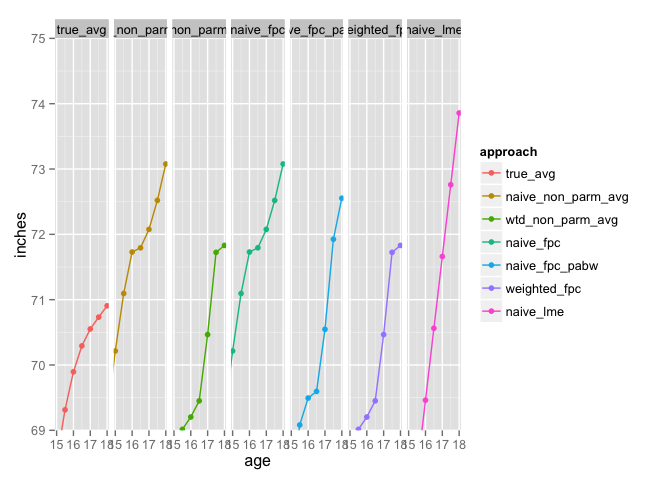 true_avg _non_parm non_parm naive_fpc ve_fpc_pa eighted_fp naive_lme
75
74
73
72
71
70
69
inches
15 16 17 18 15 16 17 18 15 16 17 18 15 16 17 18 15 16 17 18 15 16 17 18 15 16 17 18
age
approach
true_avg
naive_non_parm_avg
wtd_non_parm_avg
naive_fpc
naive_fpc_pabw
weighted_fpc
naive_lme